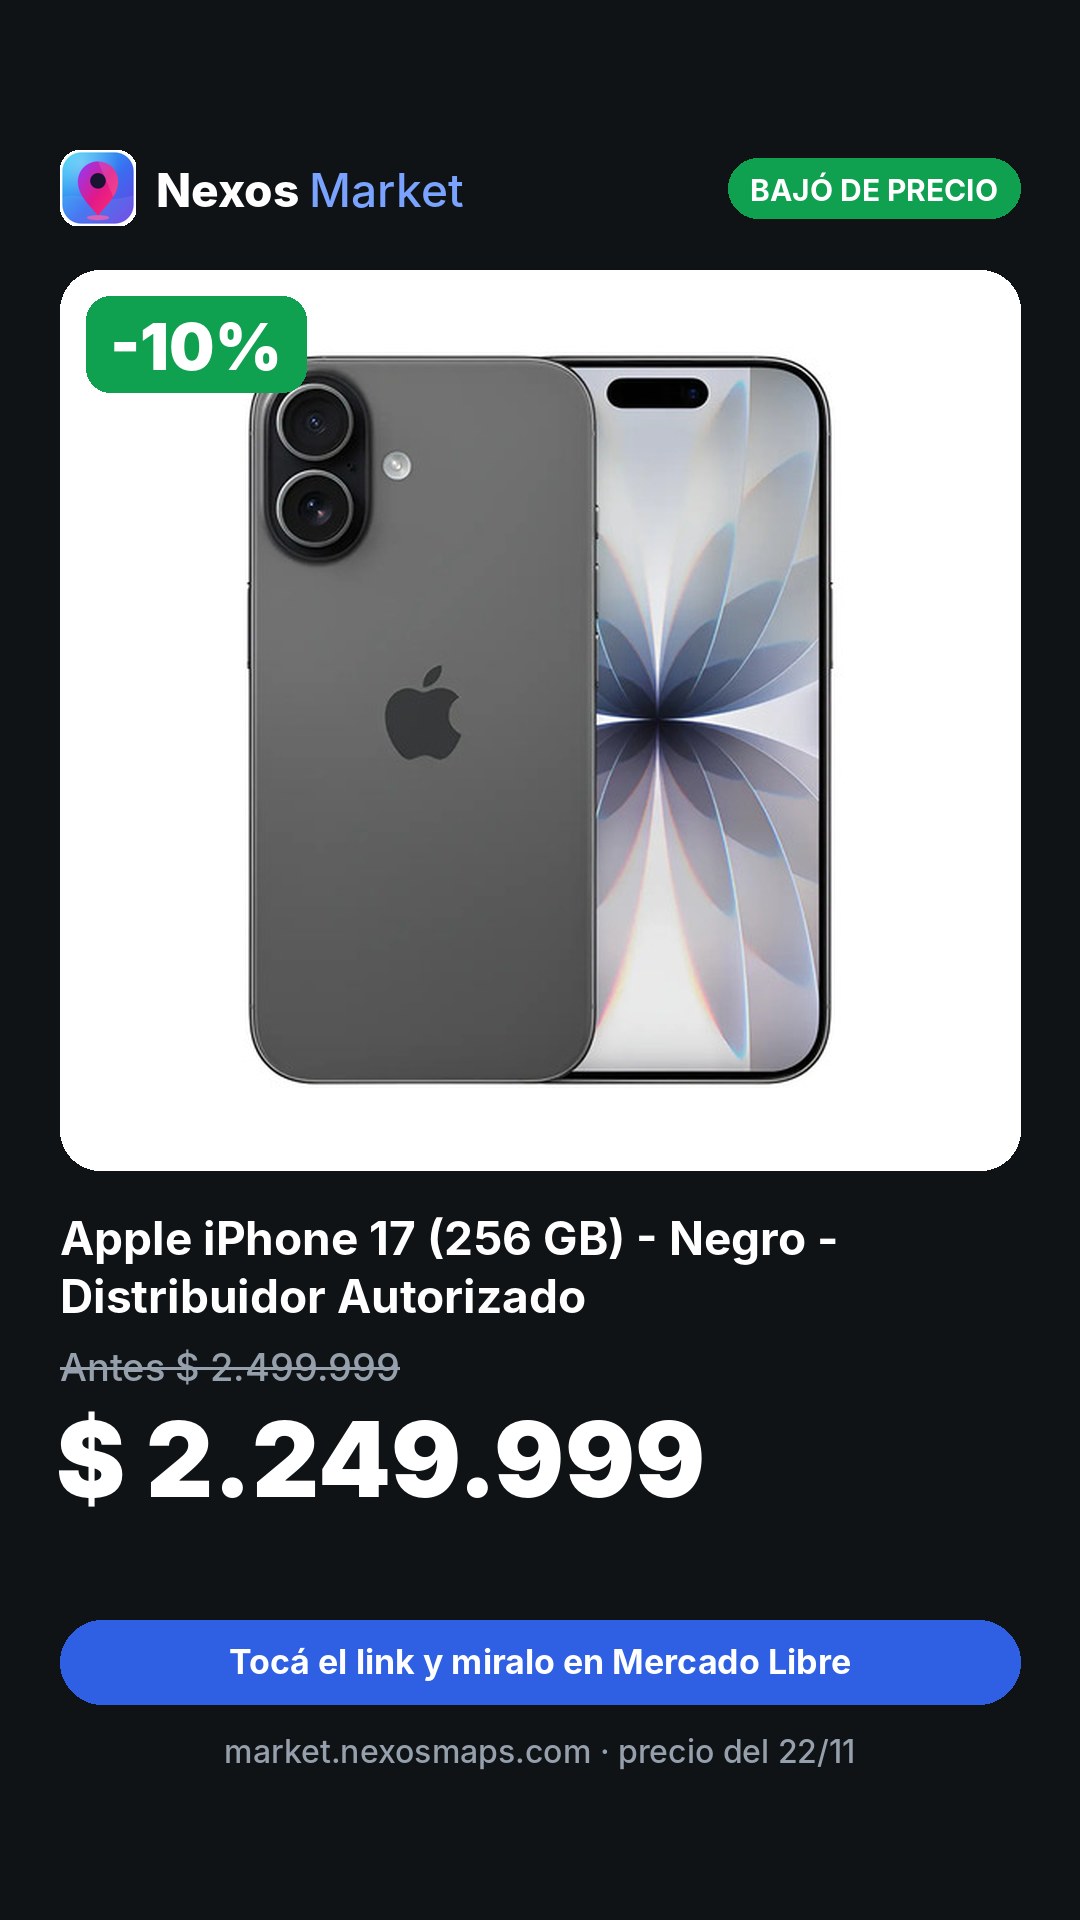 Nexos Market
BAJÓ DE PRECIO
-10%
Apple iPhone 17 (256 GB) - Negro -
Distribuidor Autorizado
Antes $ 2.499.999
$ 2.249.999
Tocá el link y miralo en Mercado Libre
market.nexosmaps.com · precio del 22/11